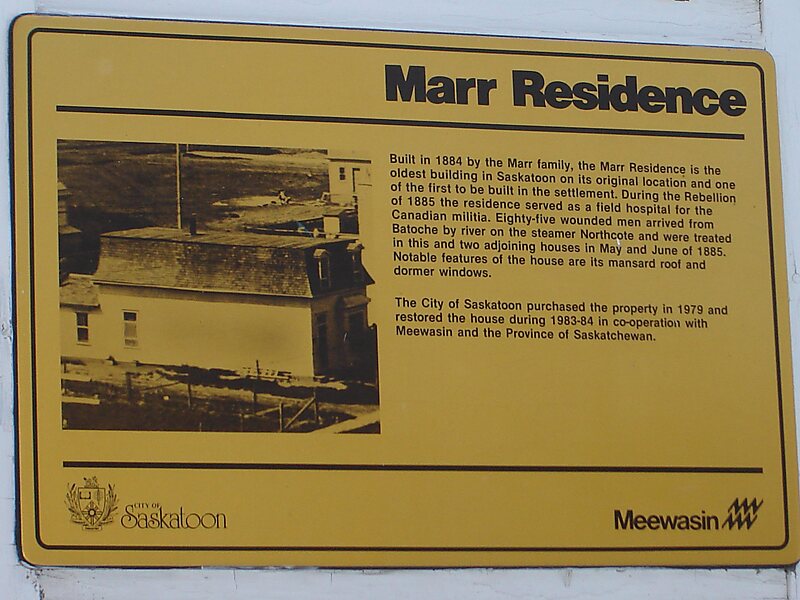 Marr Residence
Built in 1884 by the Marr family, the Marr Residence is the
oldest building in Saskatoon on its original location and one
of the first to be built in the settlement. During the Rebellion
of 1885 the residence served as a field hospital for the
Canadian militia. Eighty-five wounded men arrived from
Batoche by river on the steamer Northcote and were treated
in this and two adjoining houses in May and June of 1885.
Notable features of the house are its mansard roof and
dormer windows.
The City of Saskatoon purchased the property in 1979 and
restored the house during 1983-84 in co-operation with
Meewasin and the Province of Saskatchewan.
CITY OF
Saskatoon
Meewasin